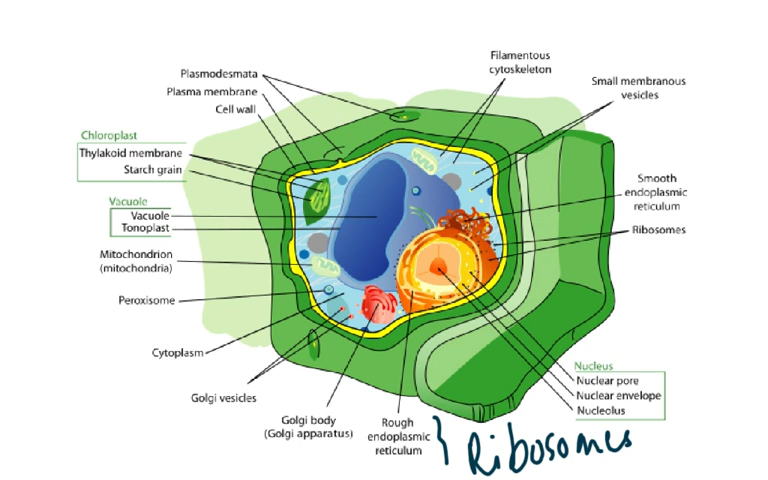 Filamentous
cytoskeleton
Plasmodesmata
Plasma membrane
Cell wall
Small membranous
vesicles
Chloroplast
Thylakoid membrane
Starch grain
Smooth
endoplasmic
reticulum
Vacuole
Vacuole
Tonoplast
Ribosomes
Mitochondrion
(mitochondria)
Peroxisome
Cytoplasm
Golgi vesicles
Nucleus
Nuclear pore
Nuclear envelope
Nucleolus
Golgi body
(Golgi apparatus)
Rough
endoplasmic
reticulum
} Ribosomes